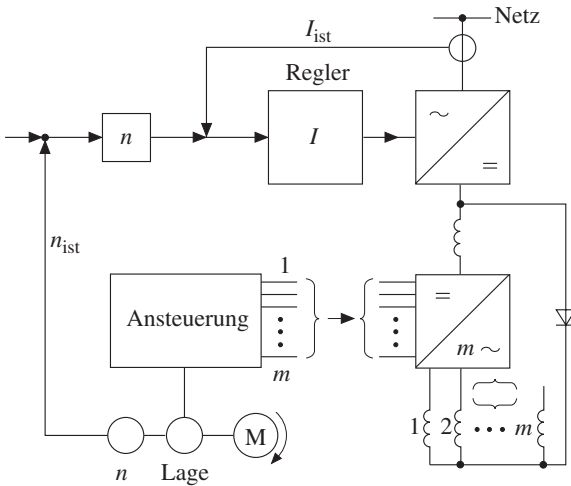 Netz
I_ist
Regler
n
I
~
=
n_ist
1
=
Ansteuerung
m ~
m
1
2
m
M
n
Lage